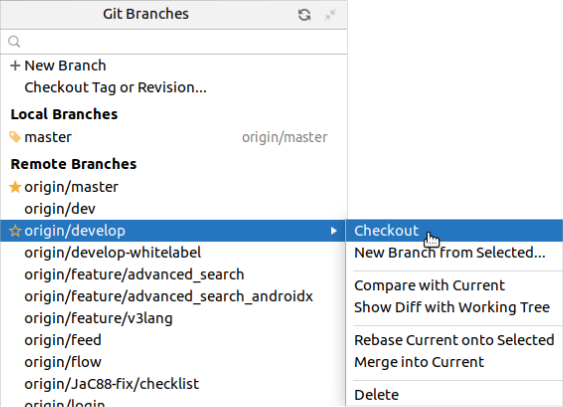 Git Branches
+ New Branch
Checkout Tag or Revision...
Local Branches
master origin/master
Remote Branches
origin/master
origin/dev
origin/develop
origin/develop-whitelabel
origin/feature/advanced_search
origin/feature/advanced_search_androidx
origin/feature/v3lang
origin/feed
origin/flow
origin/JaC88-fix/checklist
origin/login
Checkout
New Branch from Selected...
Compare with Current
Show Diff with Working Tree
Rebase Current onto Selected
Merge into Current
Delete